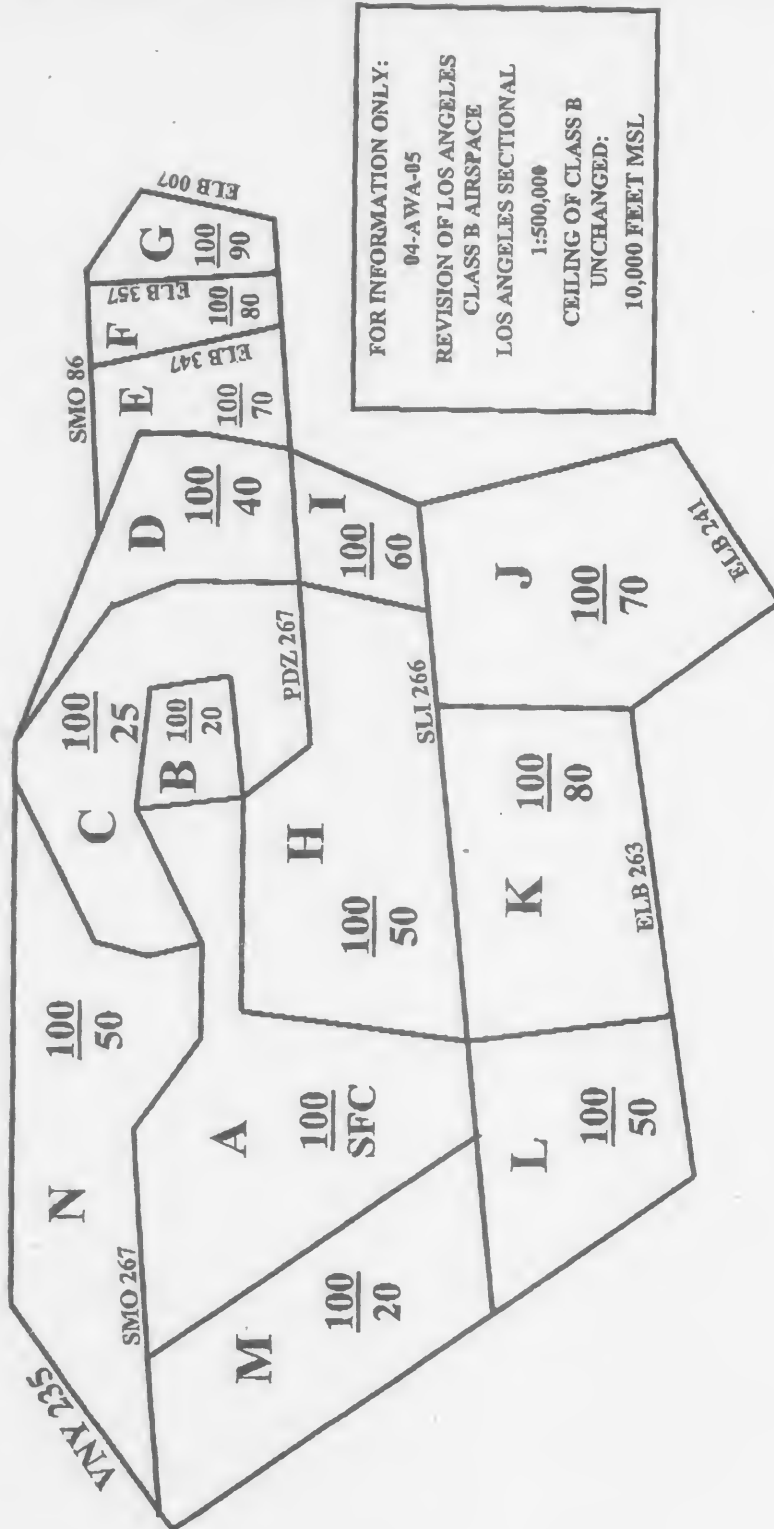 VNY 235
N
100
50
SMO 267
M
100
20
A
100
SFC
L
100
50
C
100
25
B
100
20
PDZ 267
H
100
50
SLI 266
K
100
80
ELB 263
D
100
40
I
100
60
J
100
70
ELB 241
SMO 86
E
100
70
ELB 347
F
100
80
ELB 357
G
100
90
ELB 007
FOR INFORMATION ONLY:
04-AWA-05
REVISION OF LOS ANGELES
CLASS B AIRSPACE
LOS ANGELES SECTIONAL
1:500,000
CEILING OF CLASS B
UNCHANGED:
10,000 FEET MSL